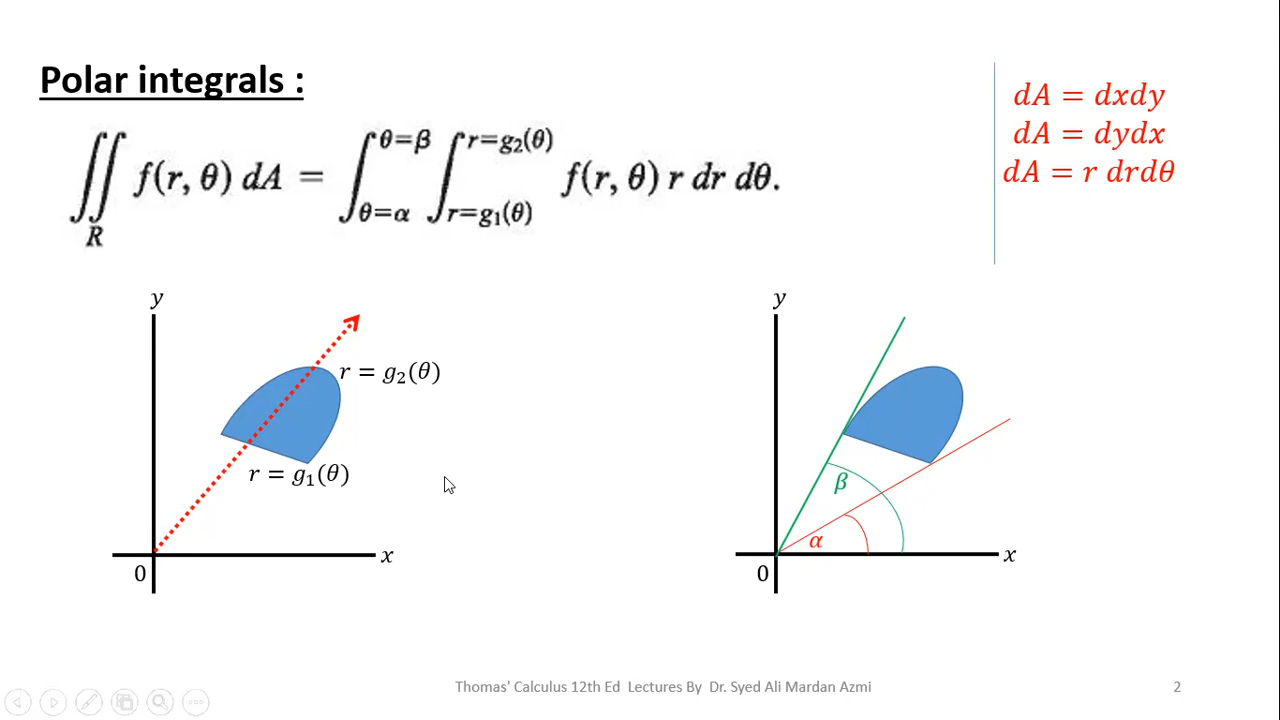 Polar integrals :
∬_R f(r, θ) dA = ∫_{θ=α}^{θ=β} ∫_{r=g₁(θ)}^{r=g₂(θ)} f(r, θ) r dr dθ.
dA = dxdy
dA = dydx
dA = r drdθ
y
r = g₂(θ)
r = g₁(θ)
x
0
y
β
α
x
0
Thomas' Calculus 12th Ed Lectures By Dr. Syed Ali Mardan Azmi
2